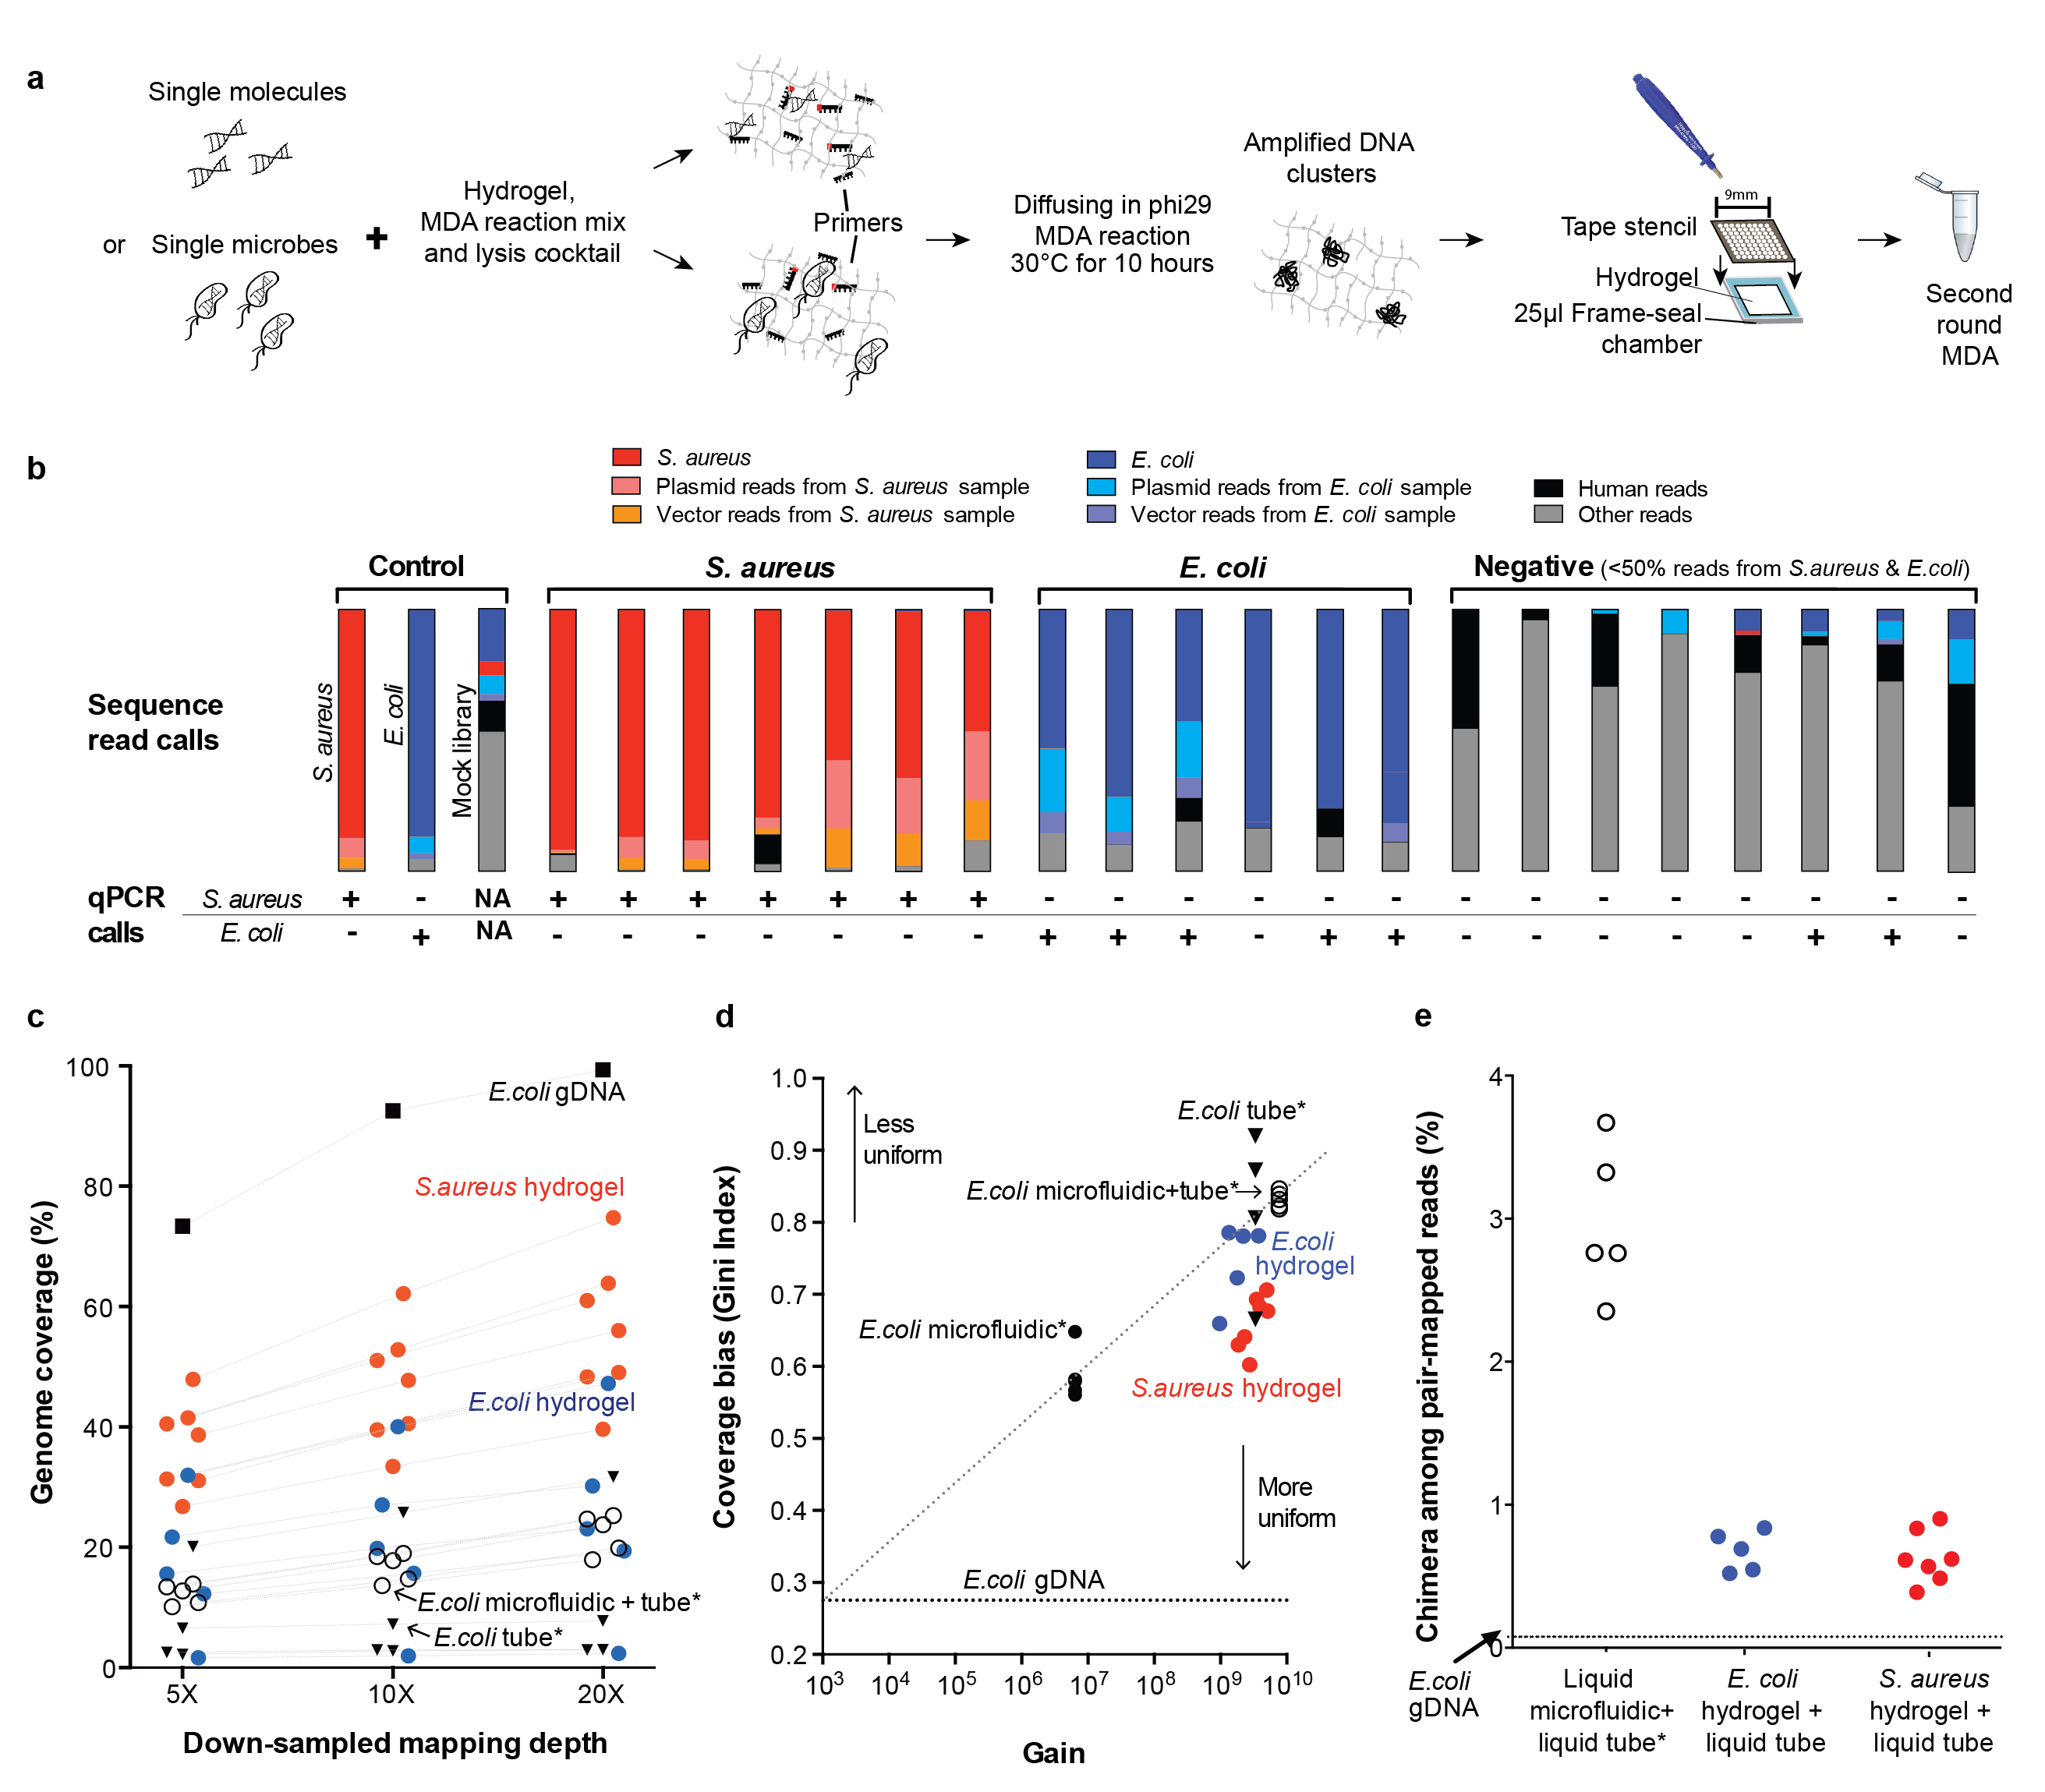 a
Single molecules
or Single microbes
+
Hydrogel,
MDA reaction mix
and lysis cocktail
Primers
Diffusing in phi29
MDA reaction
30°C for 10 hours
Amplified DNA
clusters
9mm
Tape stencil
Hydrogel
25µl Frame-seal
chamber
Second
round
MDA
b
S. aureus
Plasmid reads from S. aureus sample
Vector reads from S. aureus sample
E. coli
Plasmid reads from E. coli sample
Vector reads from E. coli sample
Human reads
Other reads
Control
S. aureus
E. coli
Negative (<50% reads from S.aureus & E.coli)
Sequence
read calls
S. aureus
E. coli
Mock library
qPCR
calls
S. aureus + - NA + + + + + + + - - - - - - - - - - - - - -
E. coli - + NA - - - - - - - + + + - + + - - - - - + + -
c
Genome coverage (%)
100
80
60
40
20
0
5X 10X 20X
Down-sampled mapping depth
E.coli gDNA
S.aureus hydrogel
E.coli hydrogel
E.coli microfluidic + tube*
E.coli tube*
d
Coverage bias (Gini Index)
1.0
0.9
0.8
0.7
0.6
0.5
0.4
0.3
0.2
10³ 10⁴ 10⁵ 10⁶ 10⁷ 10⁸ 10⁹ 10¹⁰
Gain
Less
uniform
E.coli tube*
E.coli microfluidic+tube*
E.coli
hydrogel
E.coli microfluidic*
S.aureus hydrogel
More
uniform
E.coli gDNA
e
Chimera among pair-mapped reads (%)
4
3
2
1
0
E.coli
gDNA
Liquid
microfluidic+
liquid tube*
E. coli
hydrogel +
liquid tube
S. aureus
hydrogel +
liquid tube